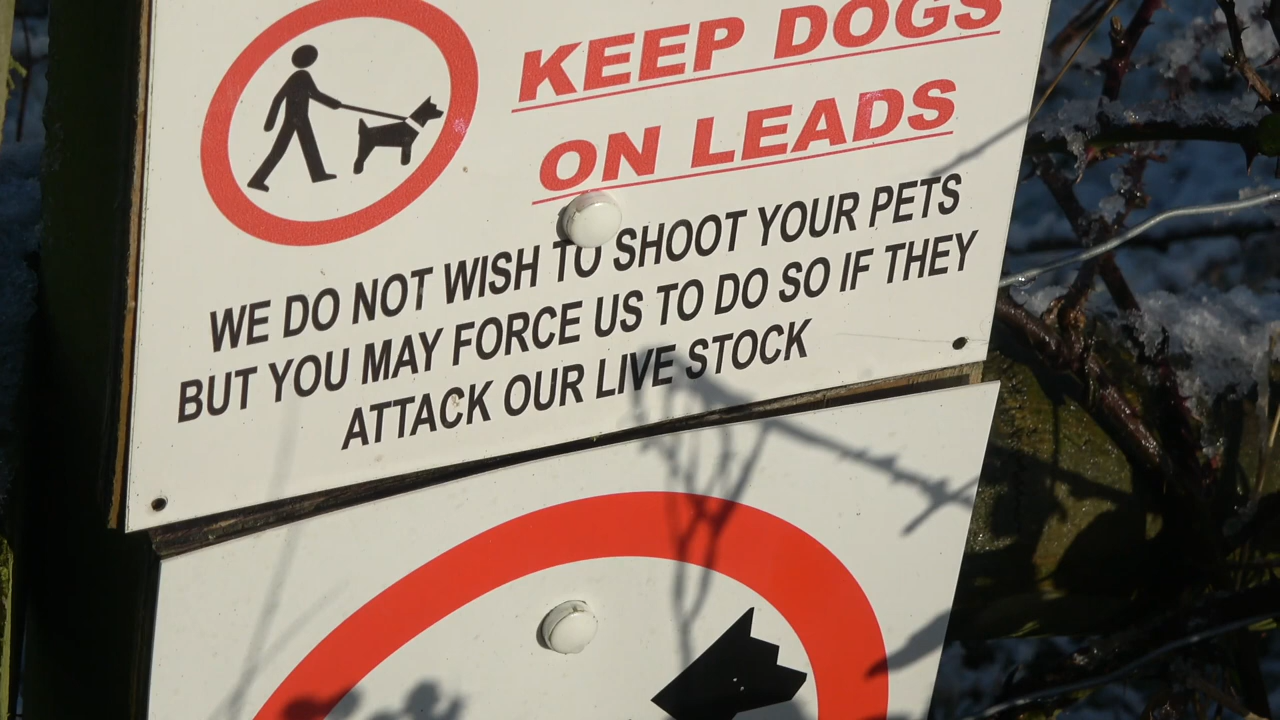 KEEP DOGS
ON LEADS
WE DO NOT WISH TO SHOOT YOUR PETS
BUT YOU MAY FORCE US TO DO SO IF THEY
ATTACK OUR LIVE STOCK